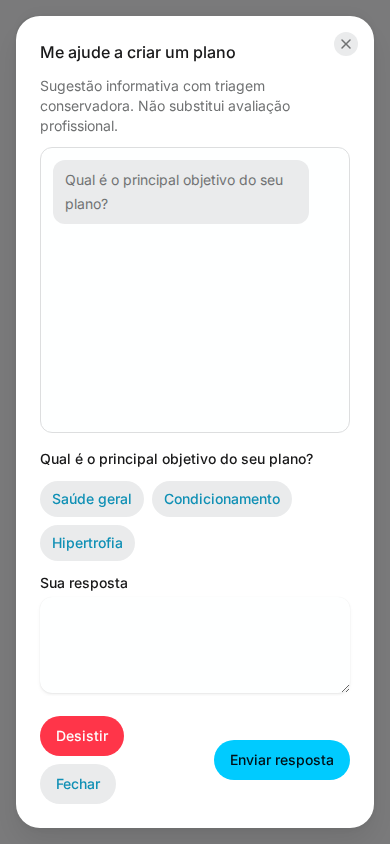 Me ajude a criar um plano
Sugestão informativa com triagem
conservadora. Não substitui avaliação
profissional.
Qual é o principal objetivo do seu
plano?
Qual é o principal objetivo do seu plano?
Saúde geral
Condicionamento
Hipertrofia
Sua resposta
Desistir
Enviar resposta
Fechar